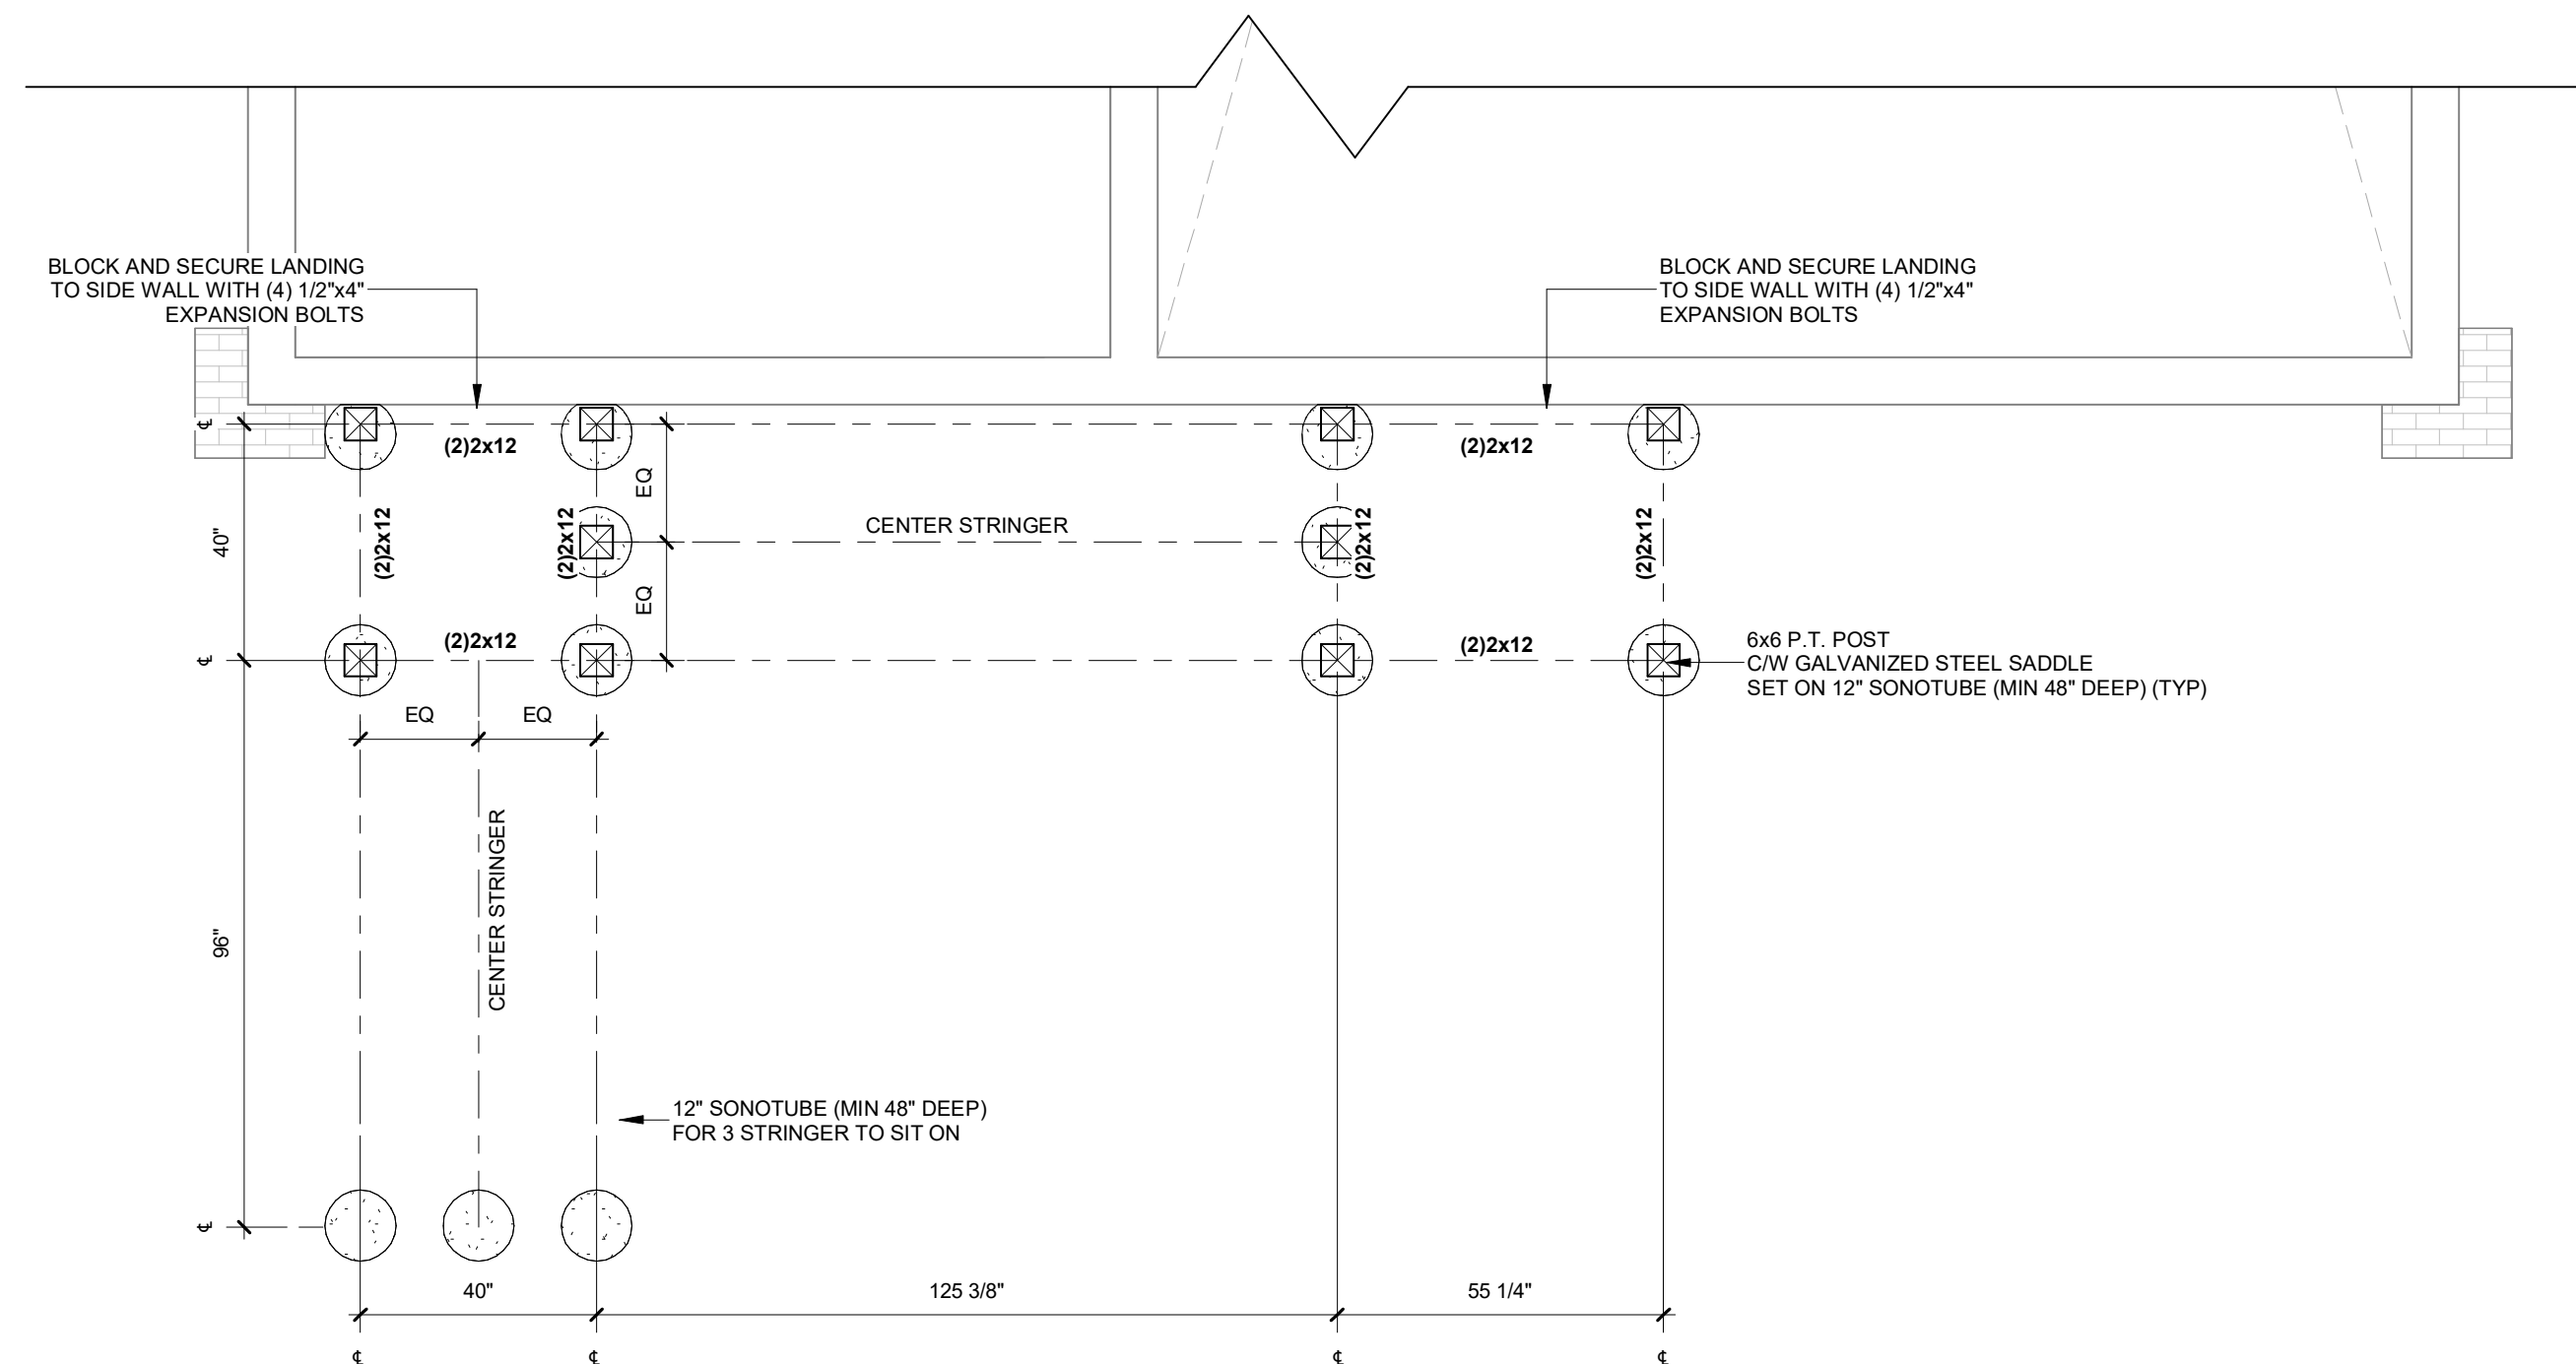 BLOCK AND SECURE LANDING
TO SIDE WALL WITH (4) 1/2"x4"
EXPANSION BOLTS
BLOCK AND SECURE LANDING
TO SIDE WALL WITH (4) 1/2"x4"
EXPANSION BOLTS
℄
(2)2x12
(2)2x12
EQ
40"
(2)2x12
(2)2x12
CENTER STRINGER
(2)2x12
(2)2x12
EQ
℄
(2)2x12
(2)2x12
6x6 P.T. POST
C/W GALVANIZED STEEL SADDLE
SET ON 12" SONOTUBE (MIN 48" DEEP) (TYP)
EQ
EQ
CENTER STRINGER
96"
12" SONOTUBE (MIN 48" DEEP)
FOR 3 STRINGER TO SIT ON
℄
40"
125 3/8"
55 1/4"
℄
℄
℄
℄